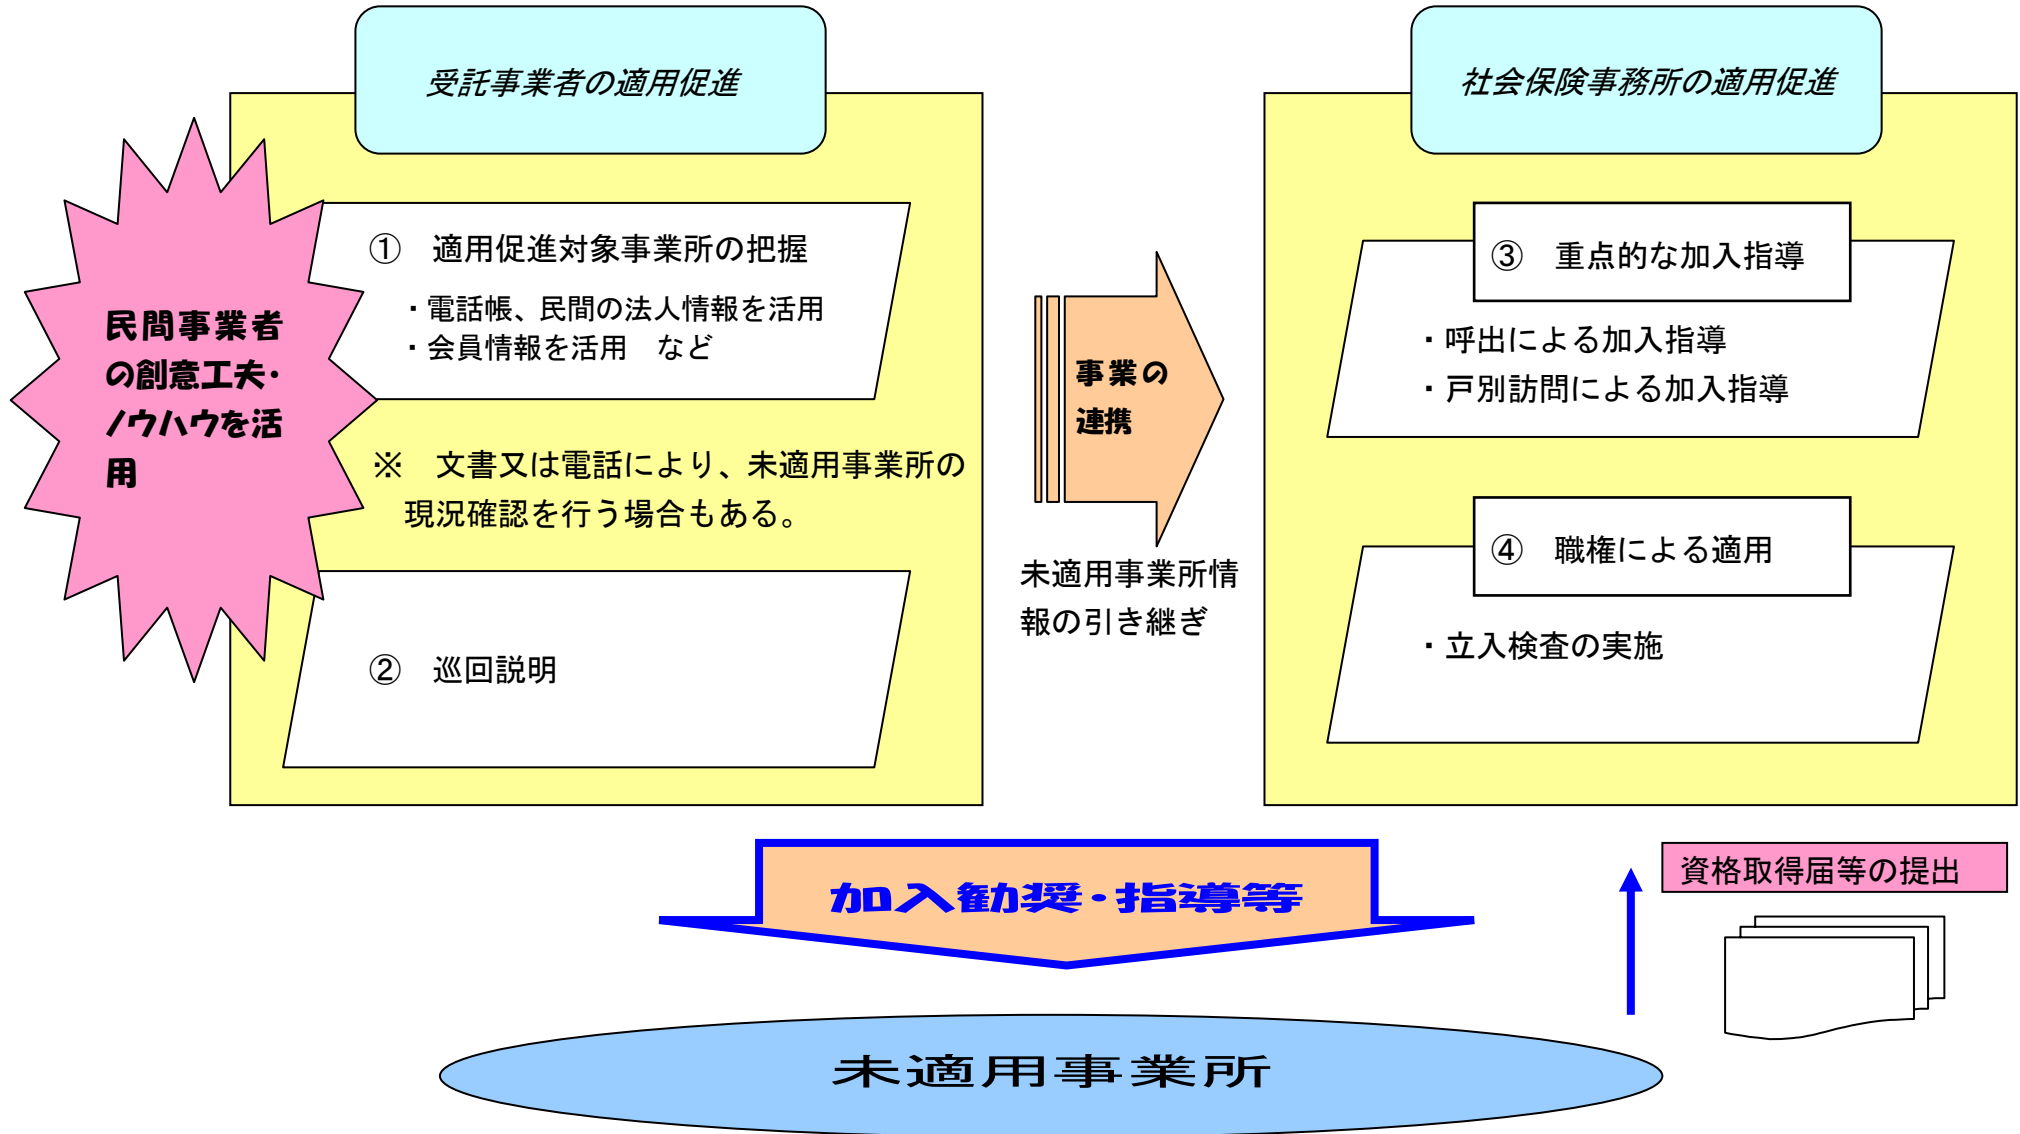 受託事業者の適用促進
民間事業者
の創意工夫・
ノウハウを活
用
①　適用促進対象事業所の把握
・電話帳、民間の法人情報を活用
・会員情報を活用　など
※　文書又は電話により、未適用事業所の
現況確認を行う場合もある。
②　巡回説明
事業の
連携
未適用事業所情
報の引き継ぎ
社会保険事務所の適用促進
③　重点的な加入指導
・呼出による加入指導
・戸別訪問による加入指導
④　職権による適用
・立入検査の実施
加入勧奨・指導等
資格取得届等の提出
未適用事業所